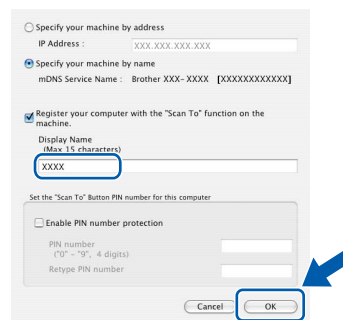 Specify your machine by address
IP Address : XXX.XXX.XXX.XXX
Specify your machine by name
mDNS Service Name : Brother XXX-XXXX [XXXXXXXXXXXX]
Register your computer with the "Scan To" function on the
machine.
Display Name
(Max 15 characters)
XXXX
Set the "Scan To" Button PIN number for this computer
Enable PIN number protection
PIN number
("0" - "9", 4 digits)
Retype PIN number
Cancel OK